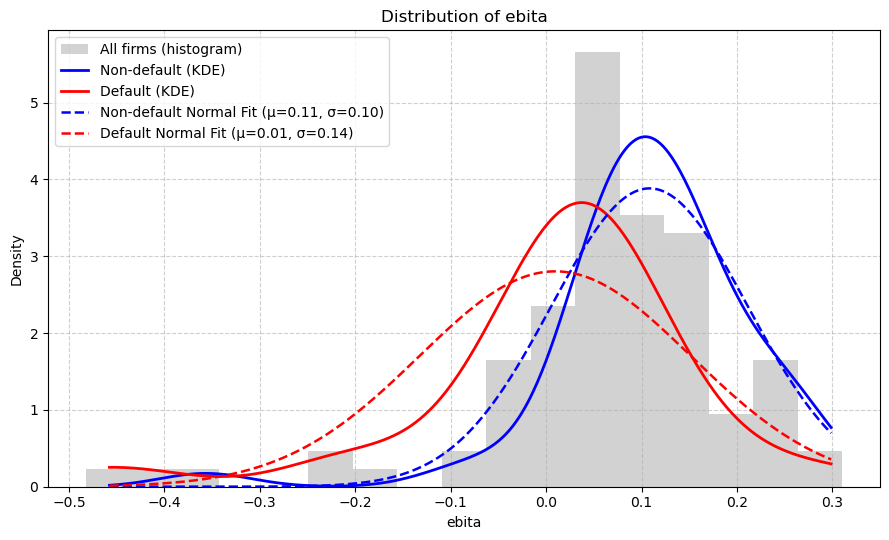 Distribution of ebita
All firms (histogram)
Non-default (KDE)
Default (KDE)
Non-default Normal Fit (μ=0.11, σ=0.10)
Default Normal Fit (μ=0.01, σ=0.14)
Density
5
4
3
2
1
0
−0.5 −0.4 −0.3 −0.2 −0.1 0.0 0.1 0.2 0.3
ebita